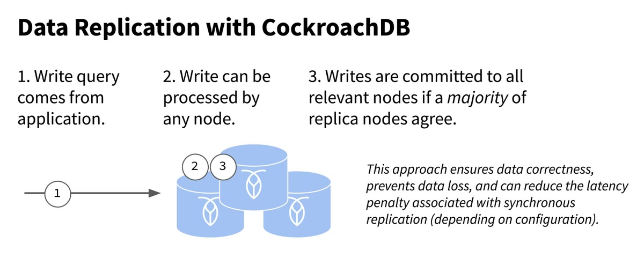 Data Replication with CockroachDB
1. Write query
comes from
application.
2. Write can be
processed by
any node.
3. Writes are committed to all
relevant nodes if a majority of
replica nodes agree.
1
2
3
This approach ensures data correctness,
prevents data loss, and can reduce the latency
penalty associated with synchronous
replication (depending on configuration).